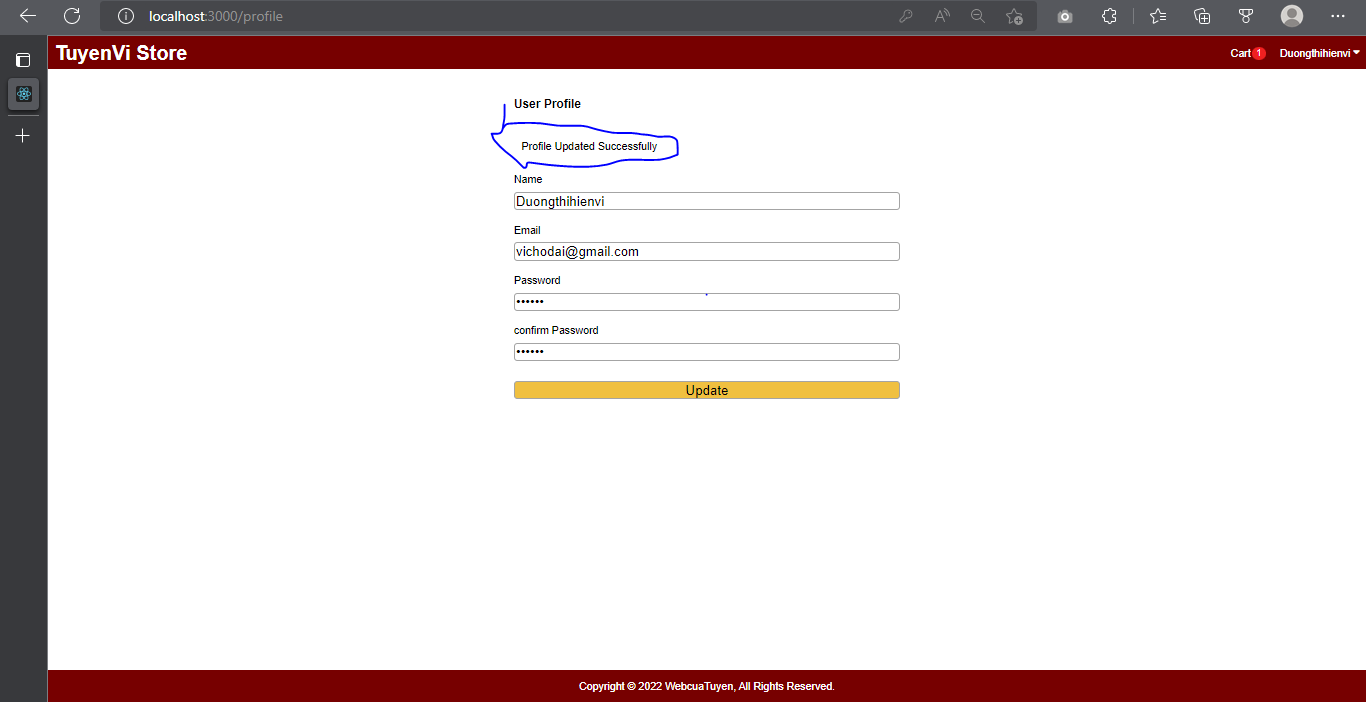 localhost:3000/profile
TuyenVi Store
Cart 1 Duongthihienvi
User Profile
Profile Updated Successfully
Name
Duongthihienvi
Email
vichodai@gmail.com
Password
••••••
confirm Password
••••••
Update
Copyright © 2022 WebcuaTuyen, All Rights Reserved.